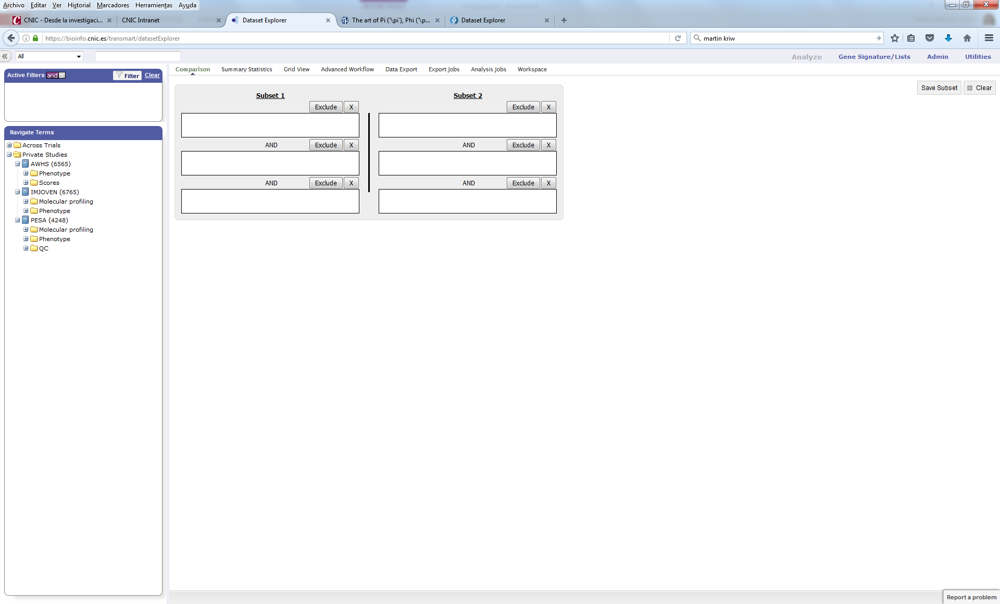 Archivo Editar Ver Historial Marcadores Herramientas Ayuda
CNIC - Desde la investigaci... CNIC Intranet Dataset Explorer The art of Pi (`\pi`), Phi (`\p... Dataset Explorer
https://bioinfo.cnic.es/transmart/datasetExplorer martin kriw
All Analyze Gene Signature/Lists Admin Utilities
Active Filters and or Filter Clear
Comparison Summary Statistics Grid View Advanced Workflow Data Export Export Jobs Analysis Jobs Workspace
Save Subset Clear
Subset 1 Subset 2
Exclude X Exclude X
AND Exclude X AND Exclude X
AND Exclude X AND Exclude X
Navigate Terms
Across Trials
Private Studies
AWHS (6565)
Phenotype
Scores
IMJOVEN (6765)
Molecular profiling
Phenotype
PESA (4248)
Molecular profiling
Phenotype
QC
Report a problem